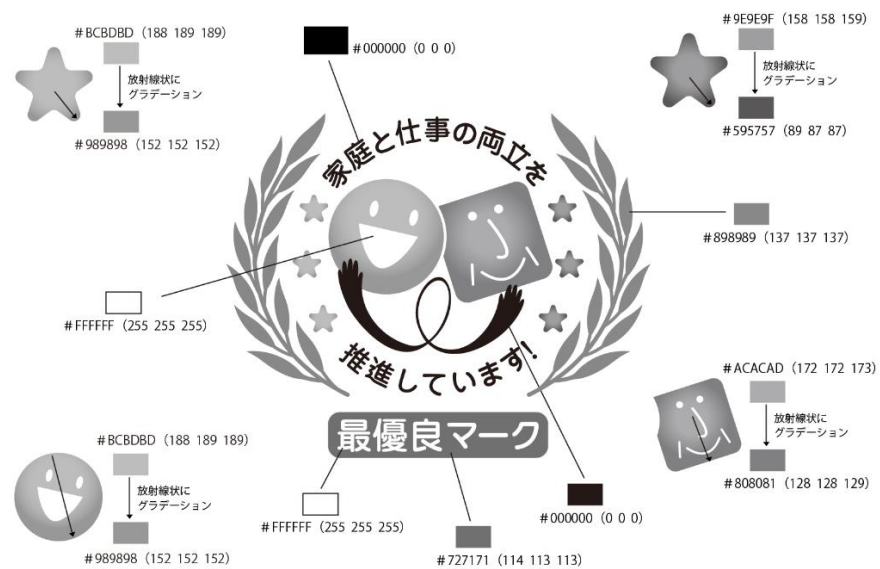 #BCBDBD（188 189 189）
放射線状に
グラデーション
#989898（152 152 152）
#000000（0 0 0）
#9E9E9F（158 158 159）
放射線状に
グラデーション
#595757（89 87 87）
家庭と仕事の両立を
#898989（137 137 137）
#FFFFFF（255 255 255）
推進しています!
#ACACAD（172 172 173）
放射線状に
グラデーション
#808081（128 128 129）
最優良マーク
#BCBDBD（188 189 189）
放射線状に
グラデーション
#989898（152 152 152）
#FFFFFF（255 255 255）
#000000（0 0 0）
#727171（114 113 113）